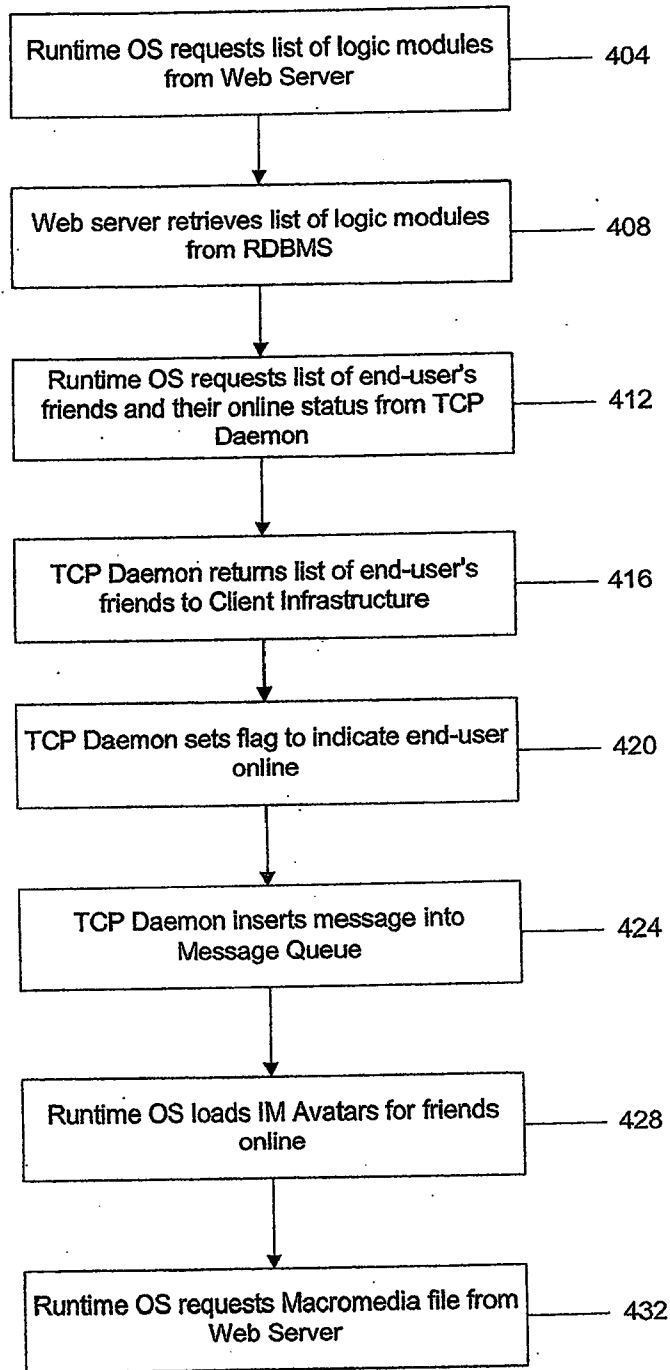 Runtime OS requests list of logic modules
from Web Server
404
Web server retrieves list of logic modules
from RDBMS
408
Runtime OS requests list of end-user's
friends and their online status from TCP
Daemon
412
TCP Daemon returns list of end-user's
friends to Client Infrastructure
416
TCP Daemon sets flag to indicate end-user
online
420
TCP Daemon inserts message into
Message Queue
424
Runtime OS loads IM Avatars for friends
online
428
Runtime OS requests Macromedia file from
Web Server
432